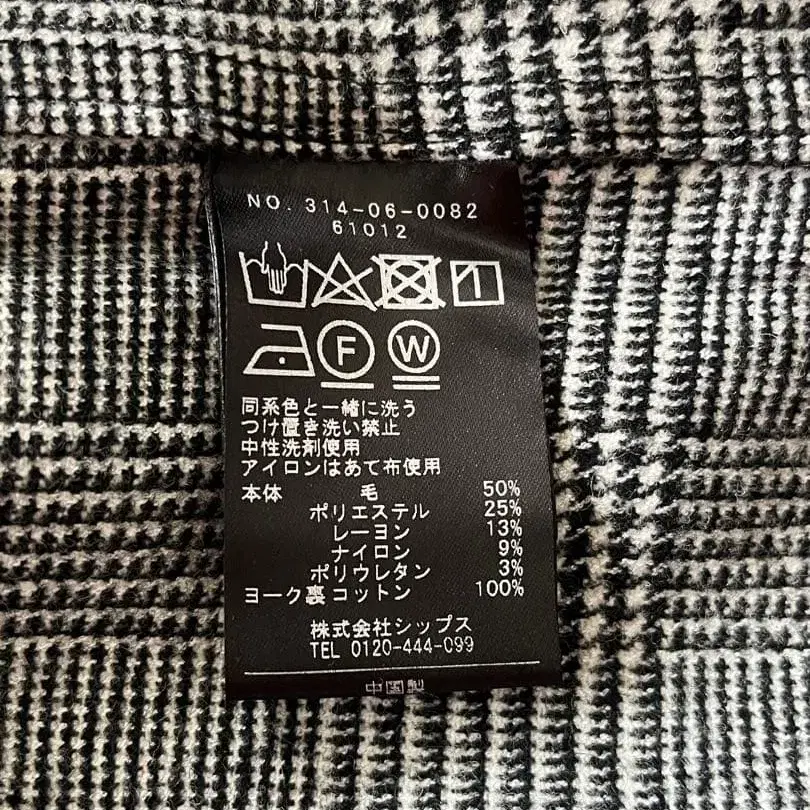 NO. 314-06-0082
61012
F W
同系色と一緒に洗う
つけ置き洗い禁止
中性洗剤使用
アイロンはあて布使用
本体 毛 50%
ポリエステル 25%
レーヨン 13%
ナイロン 9%
ポリウレタン 3%
ヨーク裏 コットン 100%
株式会社シップス
TEL 0120-444-099
中国製